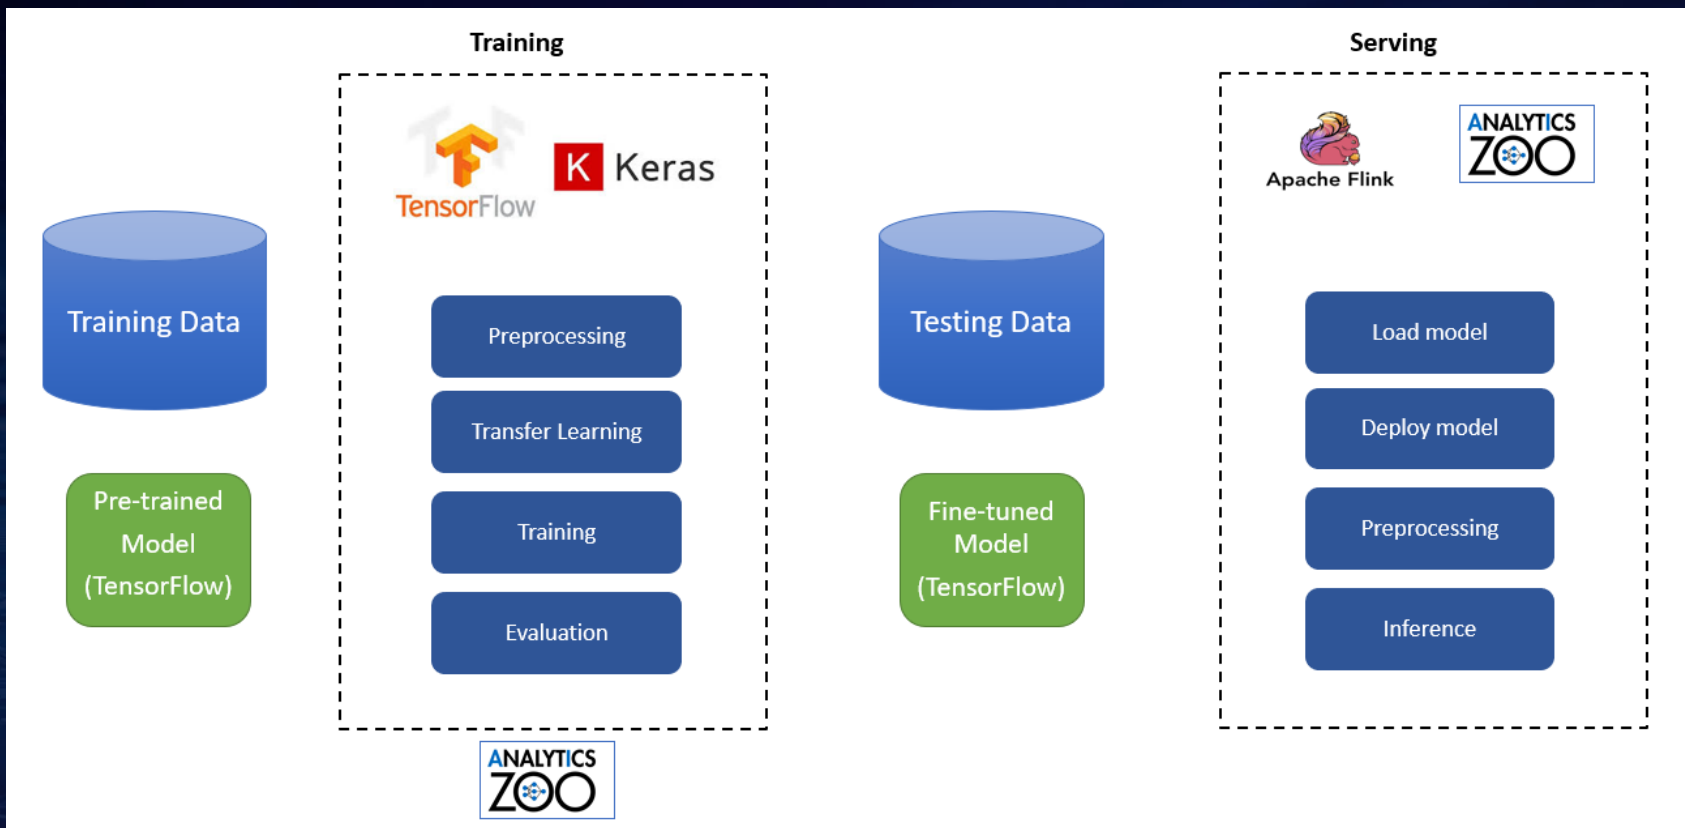 Training
Serving
TensorFlow
K Keras
Apache Flink
ANALYTICS
ZOO
Training Data
Preprocessing
Transfer Learning
Training
Evaluation
Pre-trained
Model
(TensorFlow)
Testing Data
Fine-tuned
Model
(TensorFlow)
Load model
Deploy model
Preprocessing
Inference
ANALYTICS
ZOO